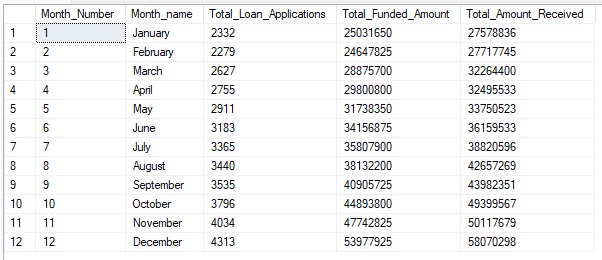 Month_Number Month_name Total_Loan_Applications Total_Funded_Amount Total_Amount_Received
1 1 January 2332 25031650 27578836
2 2 February 2279 24647825 27717745
3 3 March 2627 28875700 32264400
4 4 April 2755 29800800 32495533
5 5 May 2911 31738350 33750523
6 6 June 3183 34156875 36159533
7 7 July 3365 35807900 38820596
8 8 August 3440 38132200 42657269
9 9 September 3535 40905725 43982351
10 10 October 3796 44893800 49399567
11 11 November 4034 47742825 50117679
12 12 December 4313 53977925 58070298